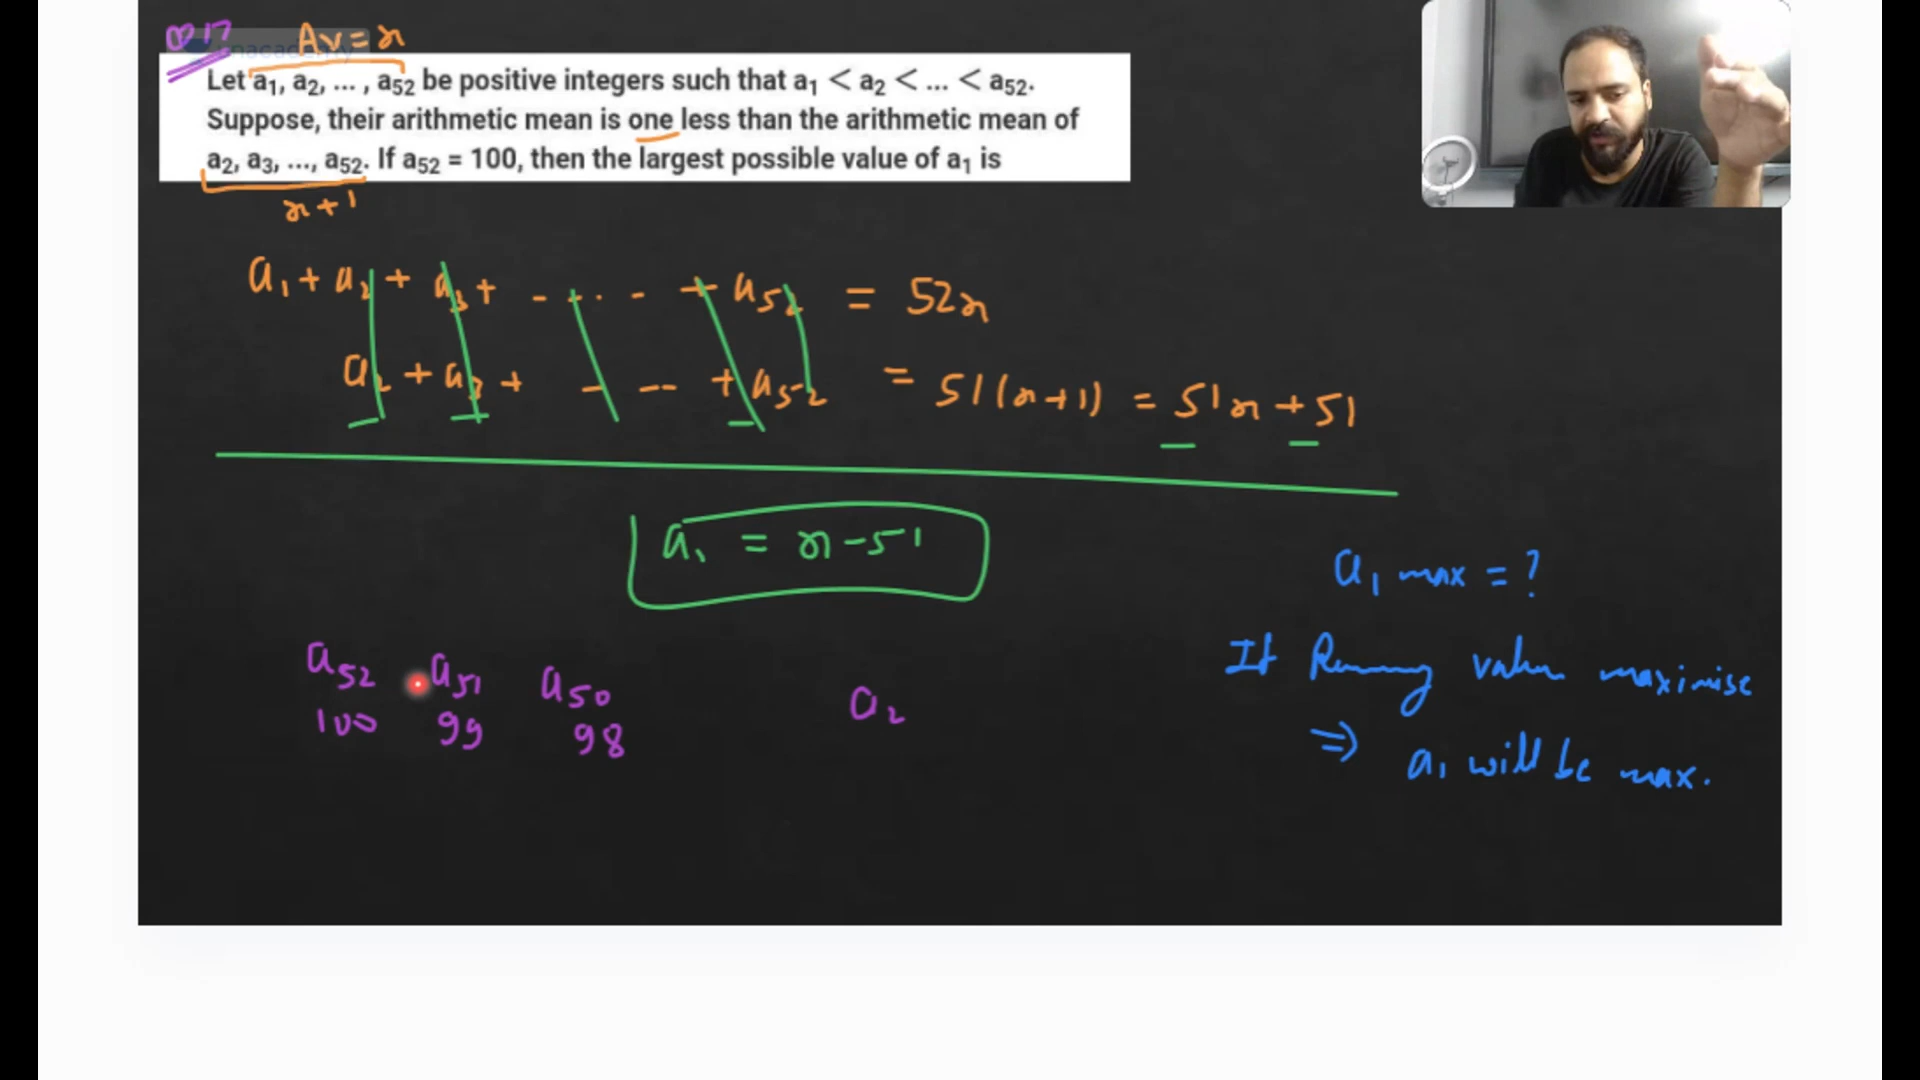 Q17 Av = x
Let a₁, a₂, ... , a₅₂ be positive integers such that a₁ < a₂ < ... < a₅₂.
Suppose, their arithmetic mean is one less than the arithmetic mean of
a₂, a₃, ..., a₅₂. If a₅₂ = 100, then the largest possible value of a₁ is
x + 1
a₁ + a₂ + a₃ + - - · - + a₅₂ = 52x
a₂ + a₃ + - -- + a₅₂ = 51(x+1) = 51x + 51
a₁ = x - 51
a₁ max = ?
If value maximise
⇒ a₁ will be max.
a₅₂ a₅₁ a₅₀ a₂
100 99 98